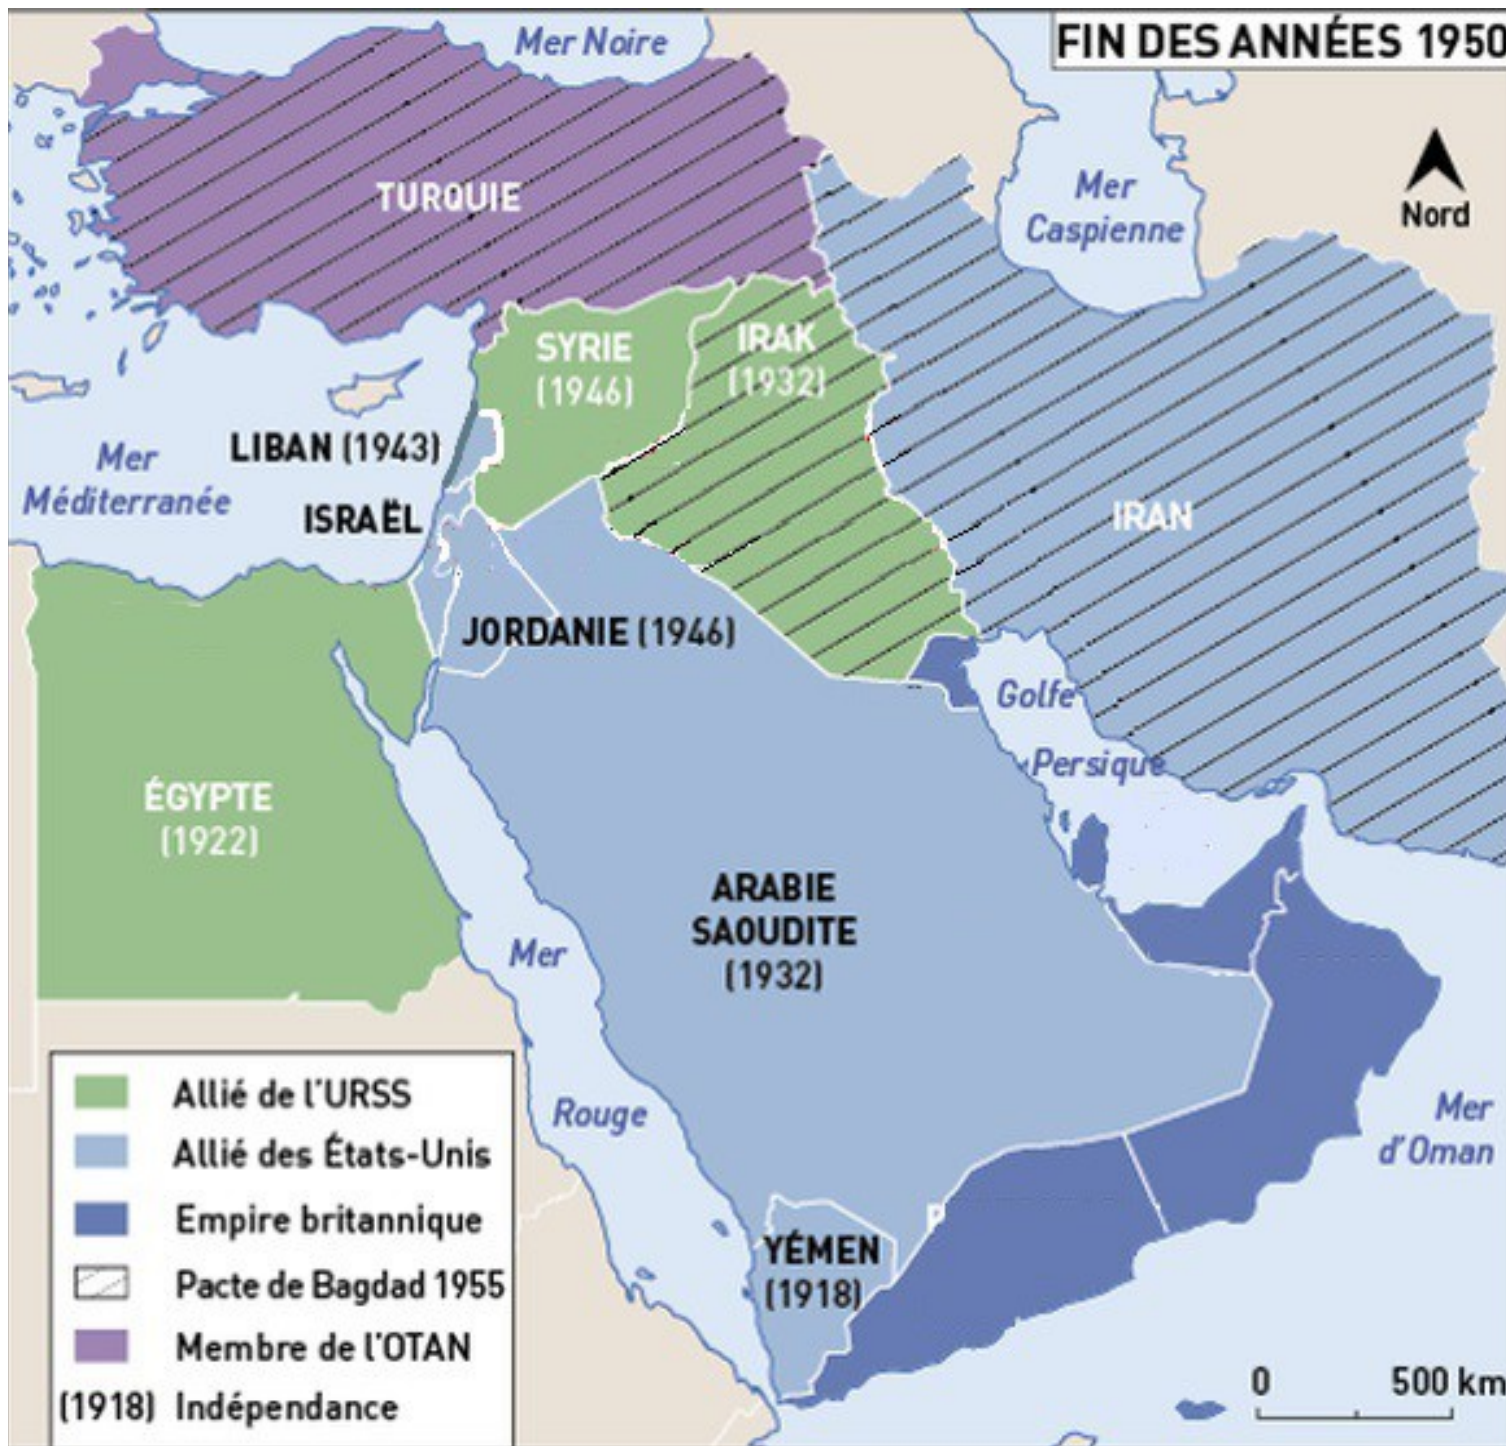 FIN DES ANNÉES 1950
Mer Noire
Nord
Mer
Caspienne
TURQUIE
SYRIE
(1946)
IRAK
(1932)
LIBAN (1943)
Mer
Méditerranée
ISRAËL
IRAN
JORDANIE (1946)
Golfe
Persique
ÉGYPTE
(1922)
ARABIE
SAOUDITE
(1932)
Mer
Rouge
Mer
d'Oman
P
YÉMEN
(1918)
Allié de l'URSS
Allié des États-Unis
Empire britannique
Pacte de Bagdad 1955
Membre de l'OTAN
(1918) Indépendance
0 500 km